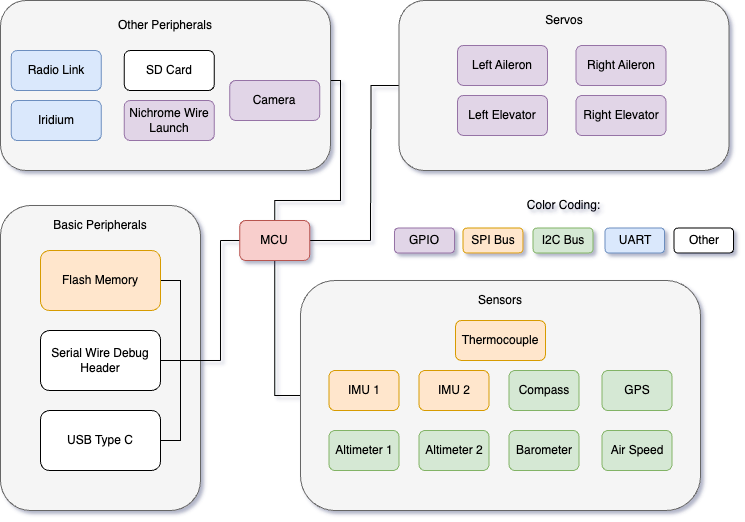 Other Peripherals
Radio Link
SD Card
Camera
Iridium
Nichrome Wire
Launch
Servos
Left Aileron
Right Aileron
Left Elevator
Right Elevator
Basic Peripherals
Flash Memory
Serial Wire Debug
Header
USB Type C
MCU
Color Coding:
GPIO
SPI Bus
I2C Bus
UART
Other
Sensors
Thermocouple
IMU 1
IMU 2
Compass
GPS
Altimeter 1
Altimeter 2
Barometer
Air Speed